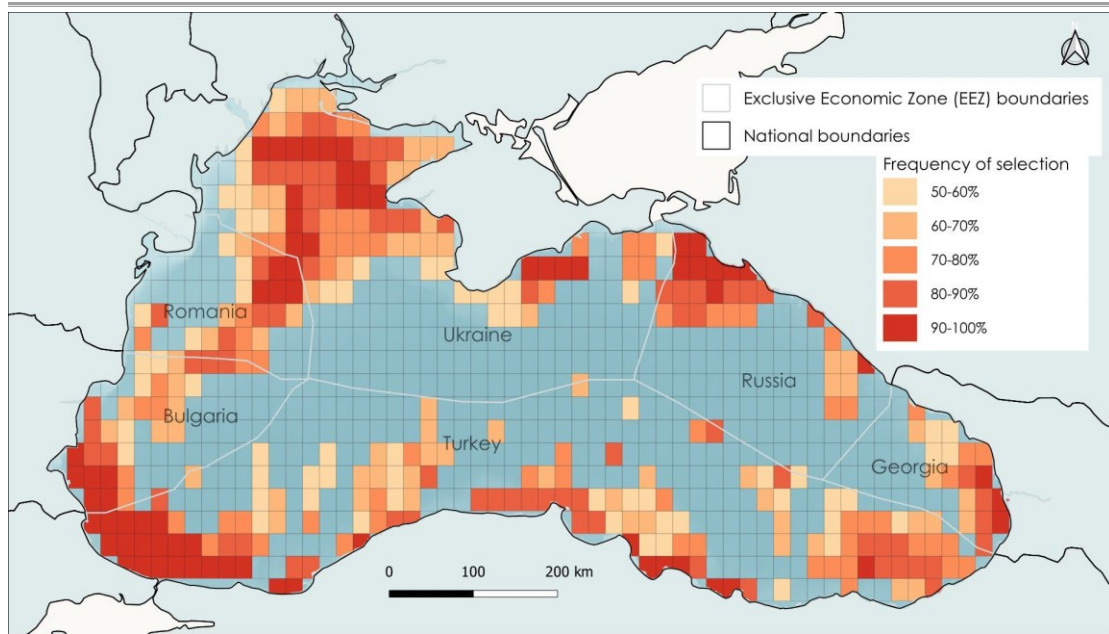 N
Exclusive Economic Zone (EEZ) boundaries
National boundaries
Frequency of selection
50-60%
60-70%
70-80%
80-90%
90-100%
Romania
Ukraine
Russia
Bulgaria
Turkey
Georgia
0 100 200 km